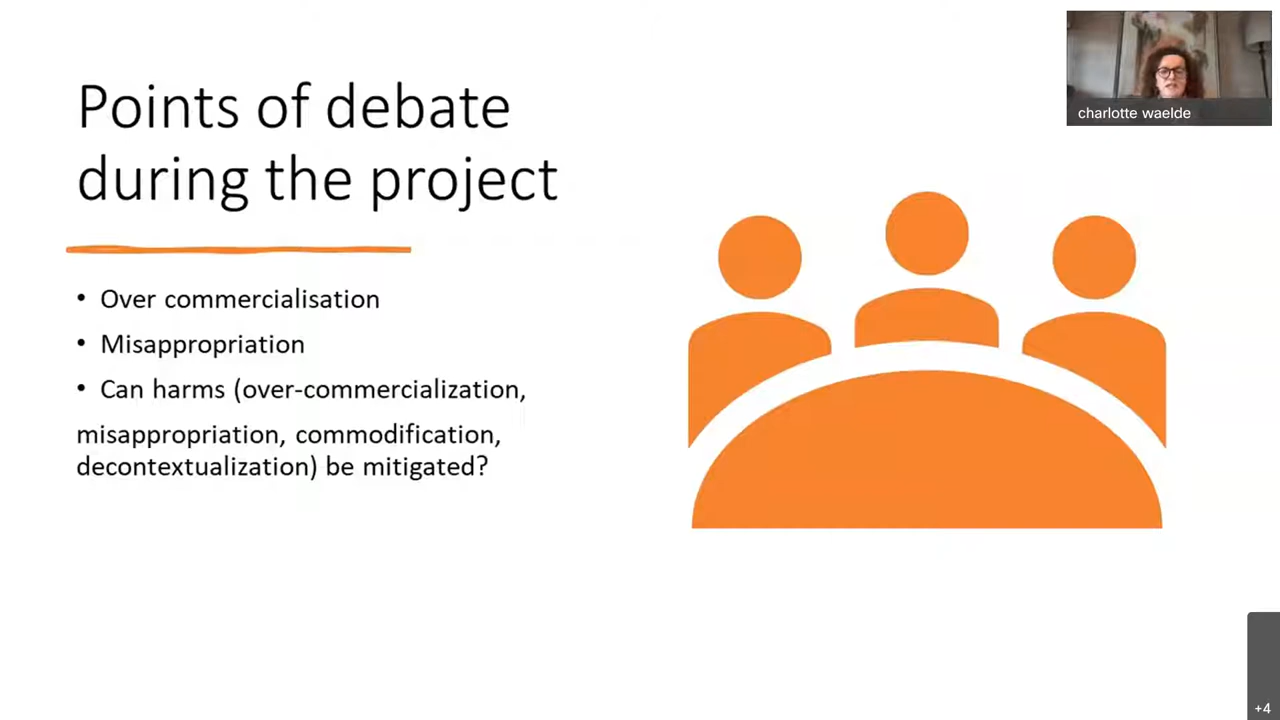 Points of debate
during the project
• Over commercialisation
• Misappropriation
• Can harms (over-commercialization,
misappropriation, commodification,
decontextualization) be mitigated?
charlotte waelde
+4